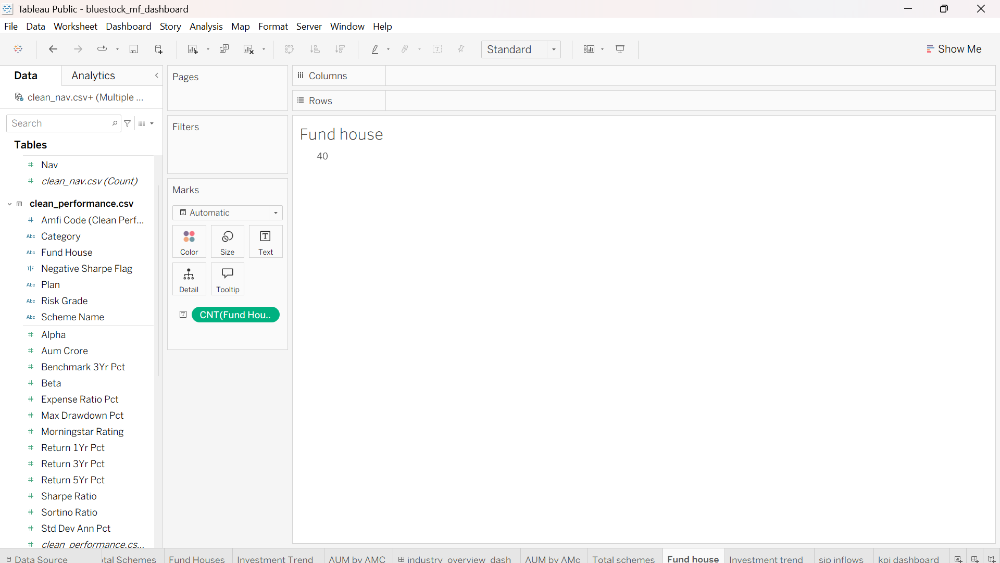 Tableau Public - bluestock_mf_dashboard
File Data Worksheet Dashboard Story Analysis Map Format Server Window Help
Standard
Show Me
Data
Analytics
clean_nav.csv+ (Multiple ...
Search
Tables
# Nav
# clean_nav.csv (Count)
clean_performance.csv
# Amfi Code (Clean Perf...
Abc Category
Abc Fund House
T|F Negative Sharpe Flag
Abc Plan
Abc Risk Grade
Abc Scheme Name
# Alpha
# Aum Crore
# Benchmark 3Yr Pct
# Beta
# Expense Ratio Pct
# Max Drawdown Pct
# Morningstar Rating
# Return 1Yr Pct
# Return 3Yr Pct
# Return 5Yr Pct
# Sharpe Ratio
# Sortino Ratio
# Std Dev Ann Pct
# clean_performance.cs...
Pages
Filters
Marks
T Automatic
Color
Size
T Text
Detail
Tooltip
T CNT(Fund Hou..
Columns
Rows
Fund house
40
Data Source
tal Schemes
Fund Houses
Investment Trend
AUM by AMC
industry_overview_dash
AUM by AMc
Total schemes
Fund house
Investment trend
sip inflows
kpi dashboard